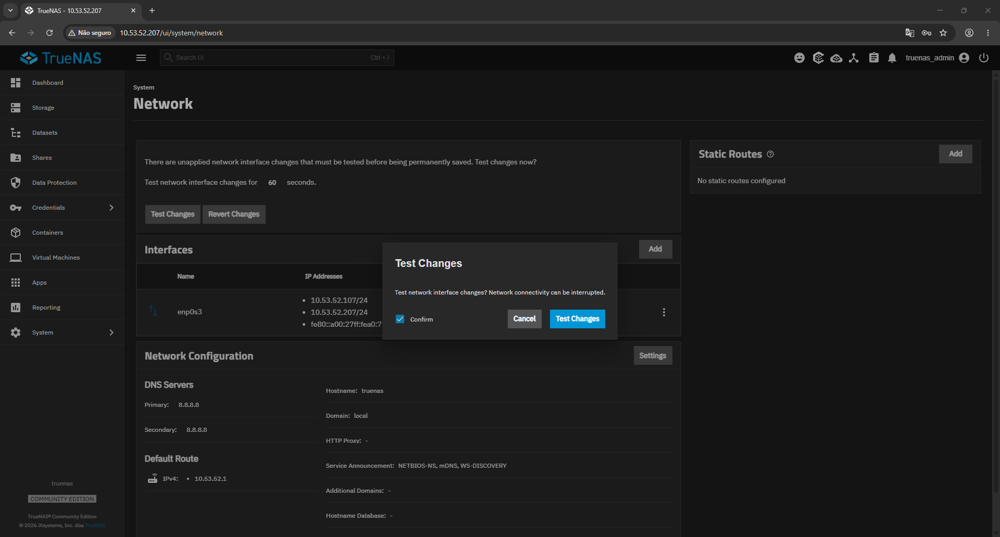 TrueNAS - 10.53.52.207
Não seguro
10.53.52.207/ui/system/network
TrueNAS
Search UI
Ctrl + /
truenas_admin
Dashboard
Storage
Datasets
Shares
Data Protection
Credentials
Containers
Virtual Machines
Apps
Reporting
System
truenas
COMMUNITY EDITION
TrueNAS® Community Edition
© 2026 iXsystems, Inc. dba TrueNAS
System
Network
There are unapplied network interface changes that must be tested before being permanently saved. Test changes now?
Test network interface changes for 60 seconds.
Test Changes
Revert Changes
Static Routes
Add
No static routes configured
Interfaces
Add
Name
IP Addresses
enp0s3
• 10.53.52.107/24
• 10.53.52.207/24
• fe80::a00:27ff:fea0:7
Test Changes
Test network interface changes? Network connectivity can be interrupted.
Confirm
Cancel
Test Changes
Network Configuration
Settings
DNS Servers
Primary: 8.8.8.8
Secondary: 8.8.8.8
Default Route
IPv4: • 10.53.52.1
Hostname: truenas
Domain: local
HTTP Proxy: -
Service Announcement: NETBIOS-NS, mDNS, WS-DISCOVERY
Additional Domains: -
Hostname Database: -